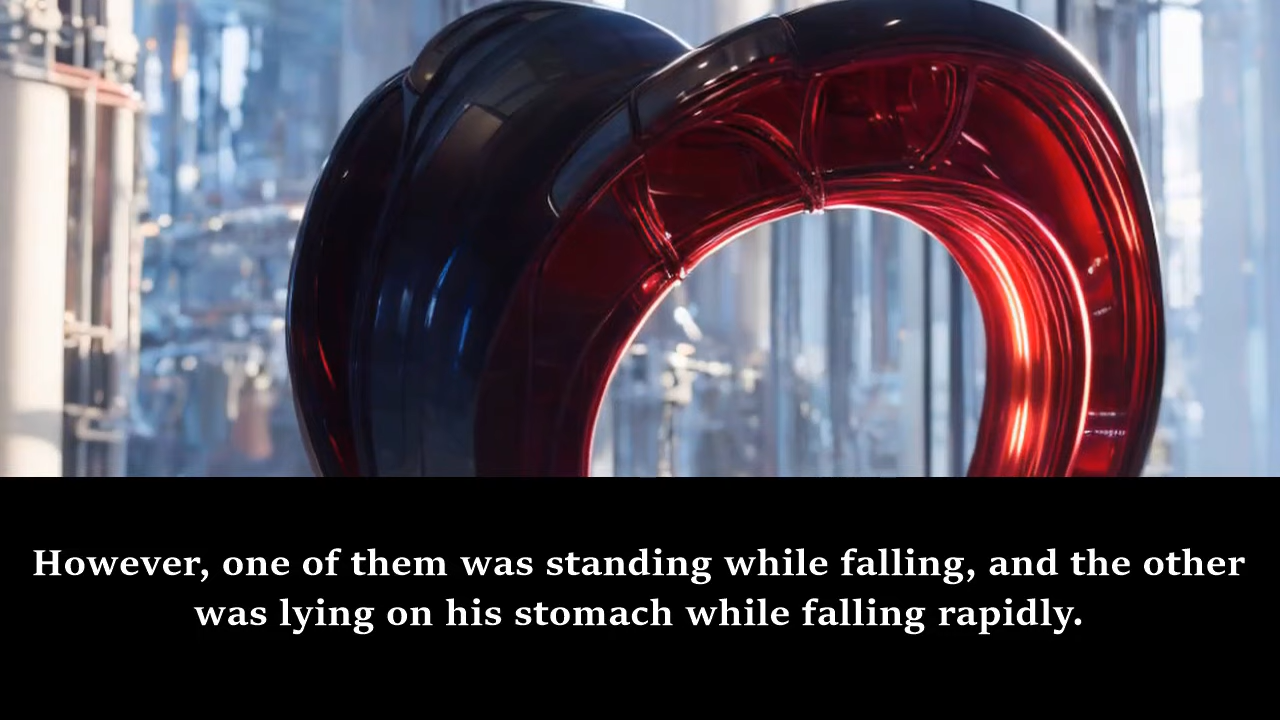 However, one of them was standing while falling, and the other
was lying on his stomach while falling rapidly.